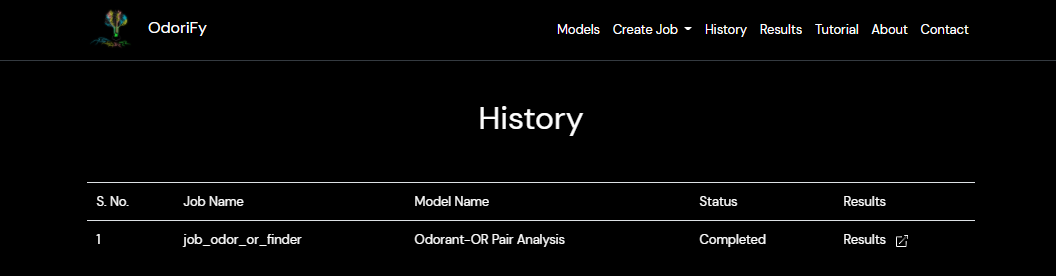 OdoriFy Models Create Job History Results Tutorial About Contact
History
S. No. Job Name Model Name Status Results
1 job_odor_or_finder Odorant-OR Pair Analysis Completed Results